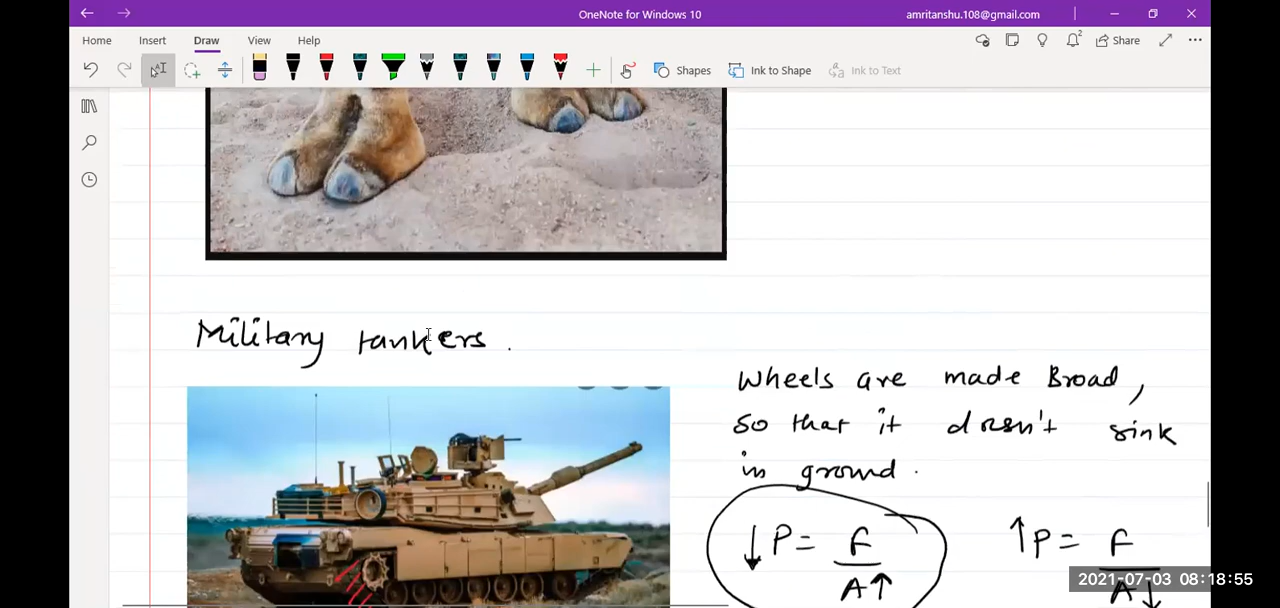 OneNote for Windows 10
amritanshu.108@gmail.com
Home Insert Draw View Help
2
Share
Shapes
Ink to Shape
Ink to Text
Military tankers.
Wheels are made Broad,
so that it doesn't sink
in ground.
↓P = F/A↑
↑P = F/A↓
2021-07-03 08:18:55